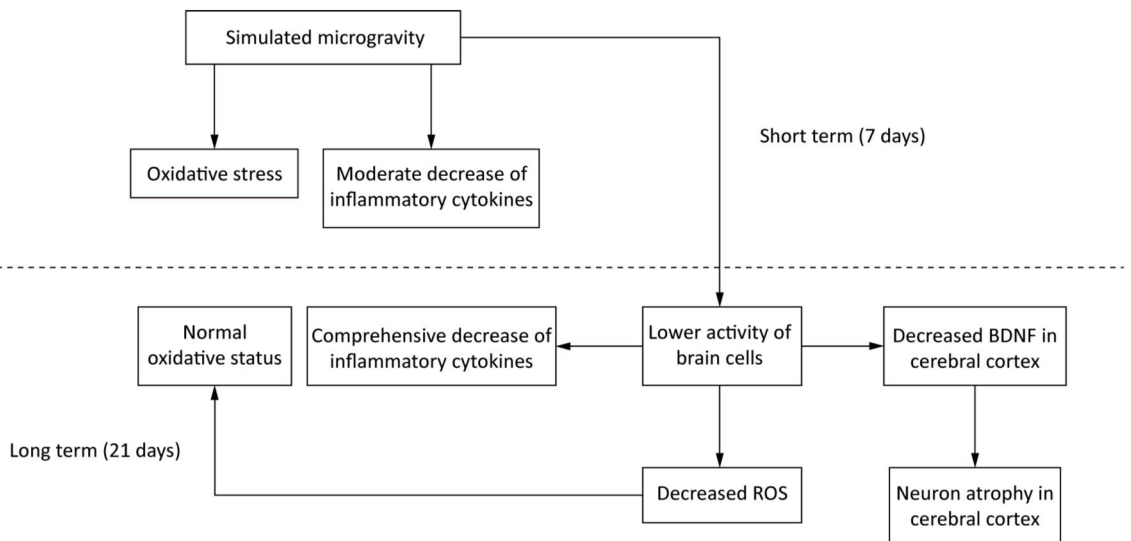 Simulated microgravity
Short term (7 days)
Oxidative stress
Moderate decrease of
inflammatory cytokines
Normal
oxidative status
Comprehensive decrease of
inflammatory cytokines
Lower activity of
brain cells
Decreased BDNF in
cerebral cortex
Long term (21 days)
Decreased ROS
Neuron atrophy in
cerebral cortex